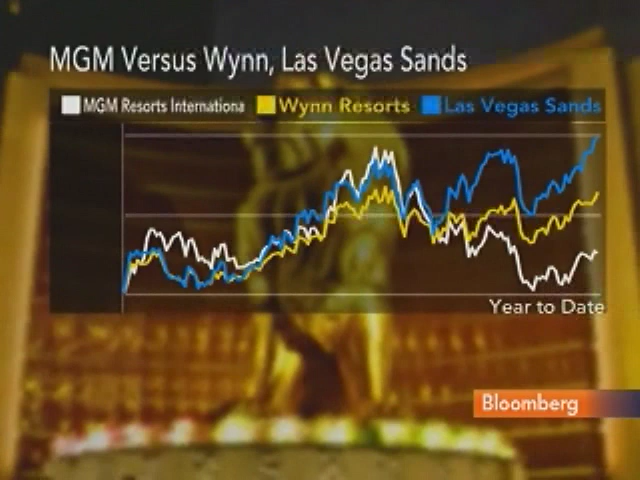 MGM Versus Wynn, Las Vegas Sands
MGM Resorts Internationa Wynn Resorts Las Vegas Sands
Year to Date
Bloomberg